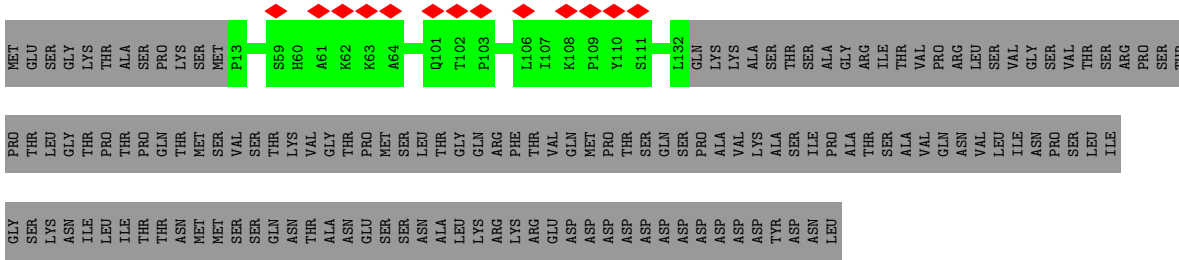 MET GLU SER GLY LYS THR ALA SER PRO LYS SER MET P13 S59 H60 A61 K62 K63 A64 Q101 T102 P103 L106 I107 K108 P109 Y110 S111 L132 GLN LYS LYS ALA SER THR SER ALA GLY ARG ILE THR VAL PRO ARG LEU SER VAL GLY SER VAL THR SER ARG PRO SER THR
PRO THR LEU GLY THR PRO THR PRO GLN THR MET SER VAL SER THR LYS VAL GLY THR PRO MET SER LEU THR GLY GLN ARG PHE THR VAL GLN MET PRO THR SER GLN SER PRO ALA VAL LYS ALA SER ILE PRO ALA THR SER ALA VAL GLN ASN VAL LEU ILE ASN PRO SER LEU ILE
GLY SER LYS ASN ILE LEU ILE THR THR ASN MET MET SER SER GLN ASN THR ALA ASN GLU SER SER ASN ALA LEU LYS ARG LYS ARG GLU ASP ASP ASP ASP ASP ASP ASP ASP ASP ASP TYR ASP ASN LEU